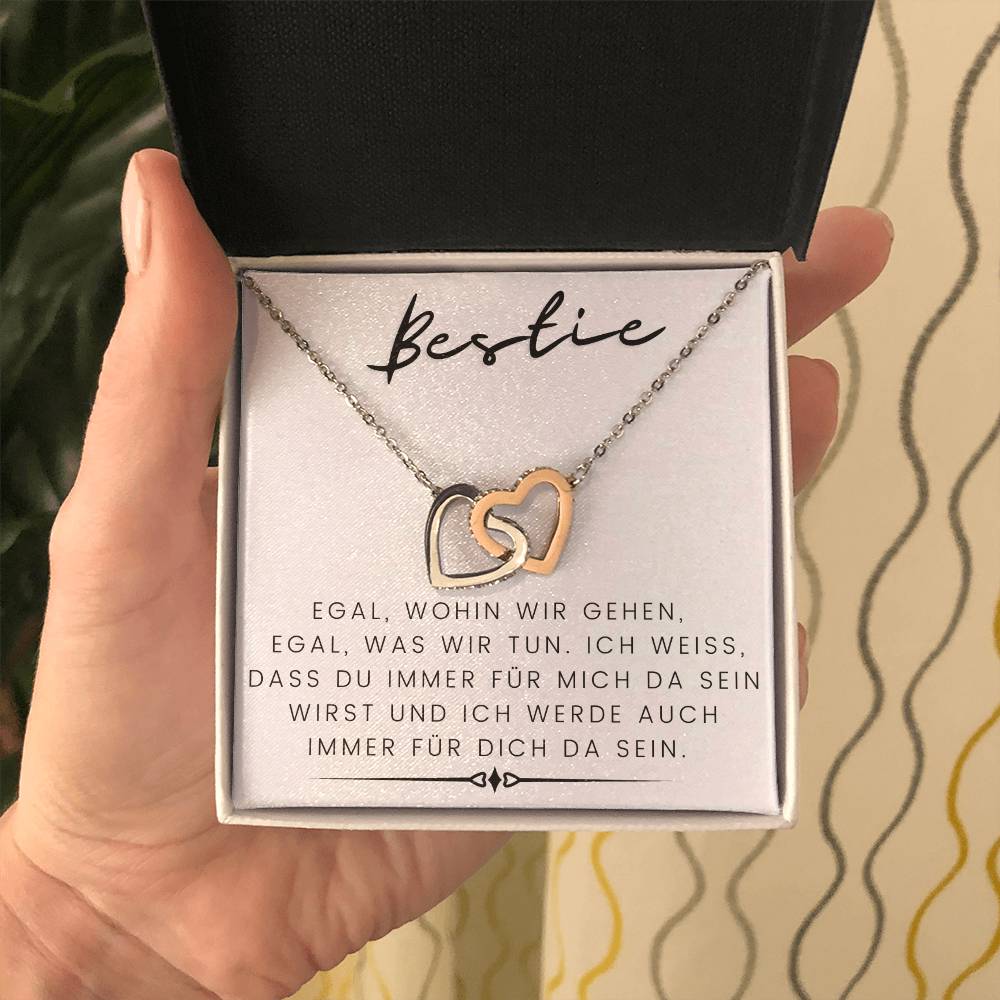 Bestie
EGAL, WOHIN WIR GEHEN,
EGAL, WAS WIR TUN. ICH WEISS,
DASS DU IMMER FÜR MICH DA SEIN
WIRST UND ICH WERDE AUCH
IMMER FÜR DICH DA SEIN.